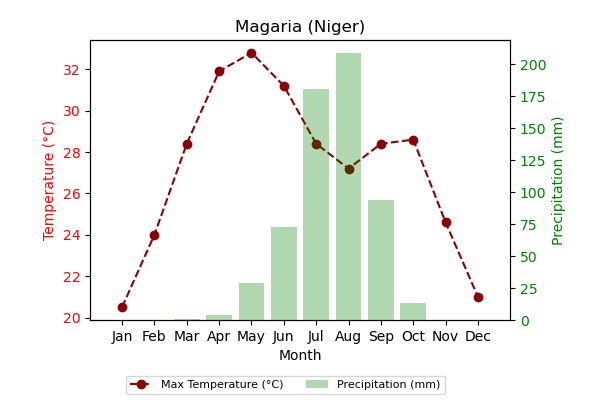 Magaria (Niger)
Temperature (°C)
32
30
28
26
24
22
20
200
175
150
125
100
75
50
25
0
Precipitation (mm)
Jan Feb Mar Apr May Jun Jul Aug Sep Oct Nov Dec
Month
Max Temperature (°C) Precipitation (mm)